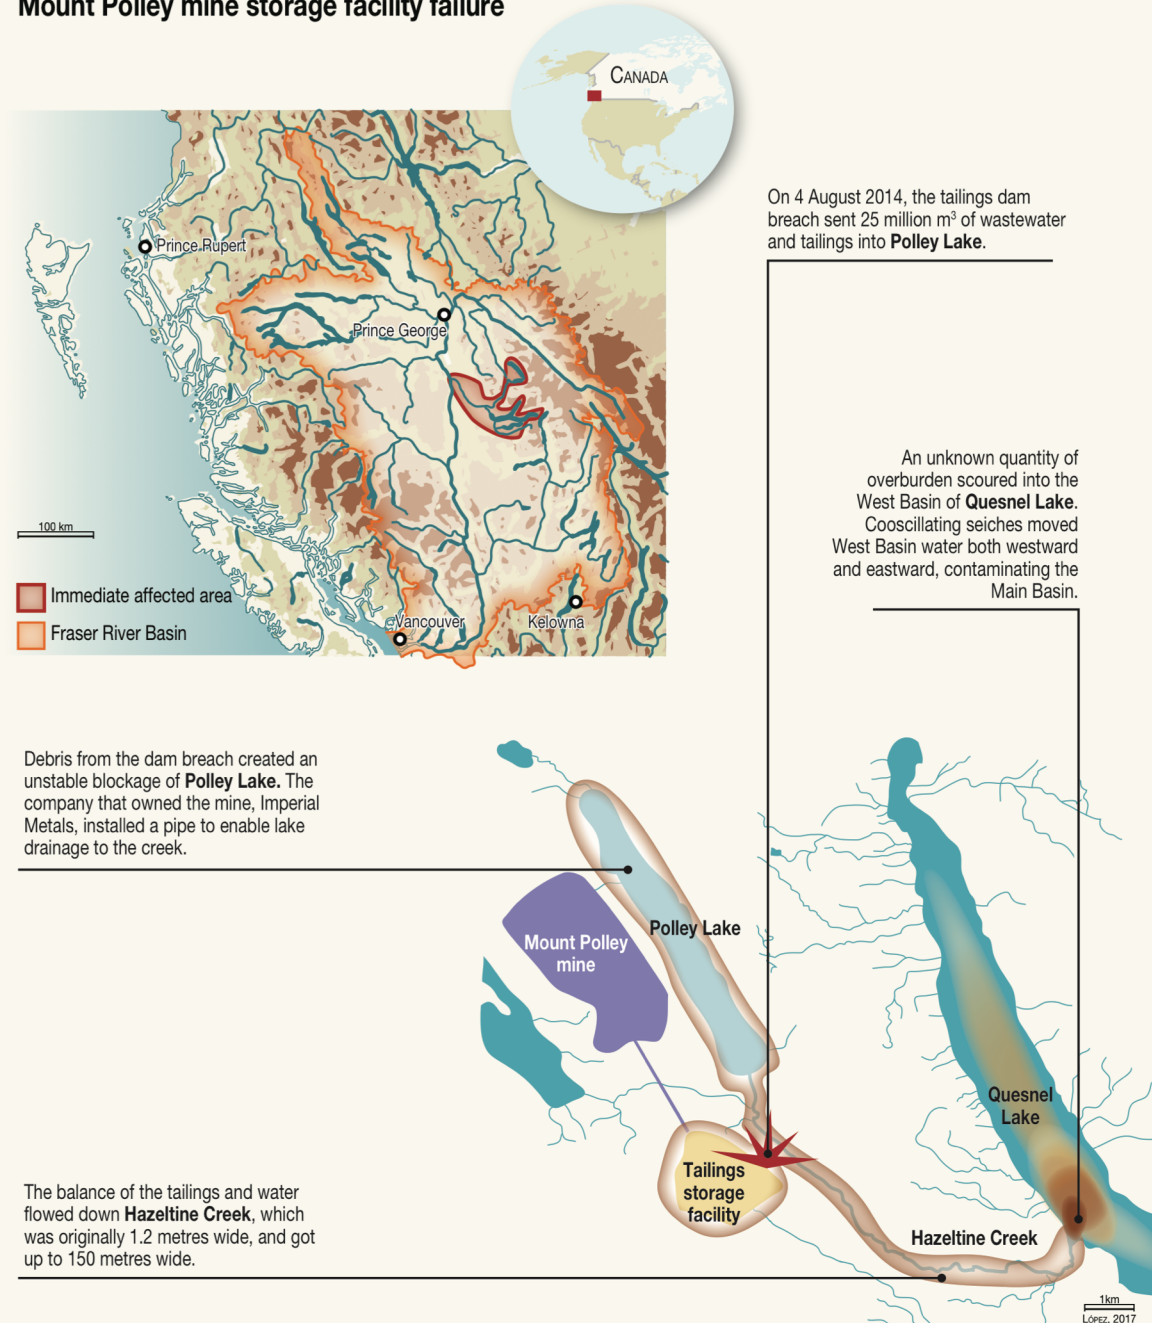 Mount Polley mine storage facility failure
CANADA
On 4 August 2014, the tailings dam
breach sent 25 million m³ of wastewater
and tailings into Polley Lake.
Prince Rupert
Prince George
An unknown quantity of
overburden scoured into the
West Basin of Quesnel Lake.
Cooscillating seiches moved
West Basin water both westward
and eastward, contaminating the
Main Basin.
100 km
Immediate affected area
Fraser River Basin
Vancouver
Kelowna
Debris from the dam breach created an
unstable blockage of Polley Lake. The
company that owned the mine, Imperial
Metals, installed a pipe to enable lake
drainage to the creek.
Polley Lake
Mount Polley
mine
Quesnel
Lake
Tailings
storage
facility
The balance of the tailings and water
flowed down Hazeltine Creek, which
was originally 1.2 metres wide, and got
up to 150 metres wide.
Hazeltine Creek
1km
LÓPEZ, 2017